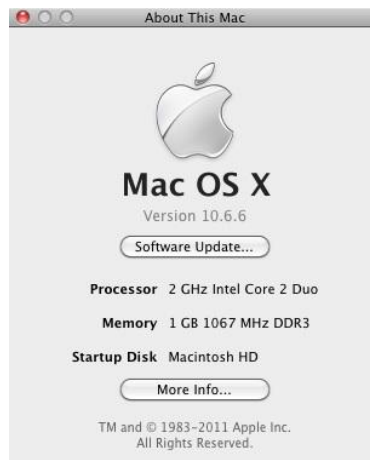 About This Mac
Mac OS X
Version 10.6.6
Software Update...
Processor 2 GHz Intel Core 2 Duo
Memory 1 GB 1067 MHz DDR3
Startup Disk Macintosh HD
More Info...
TM and © 1983-2011 Apple Inc.
All Rights Reserved.